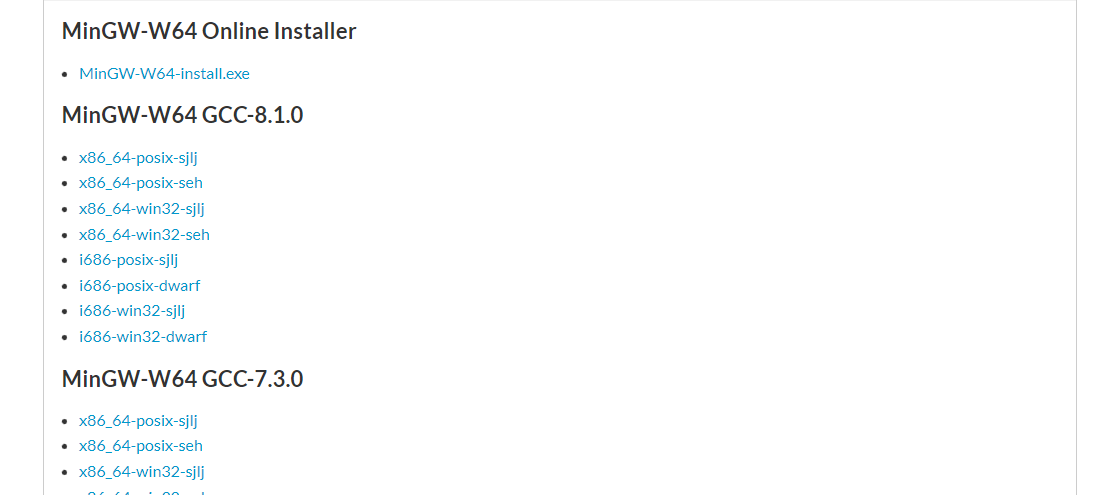 MinGW-W64 Online Installer
MinGW-W64-install.exe
MinGW-W64 GCC-8.1.0
x86_64-posix-sjlj
x86_64-posix-seh
x86_64-win32-sjlj
x86_64-win32-seh
i686-posix-sjlj
i686-posix-dwarf
i686-win32-sjlj
i686-win32-dwarf
MinGW-W64 GCC-7.3.0
x86_64-posix-sjlj
x86_64-posix-seh
x86_64-win32-sjlj